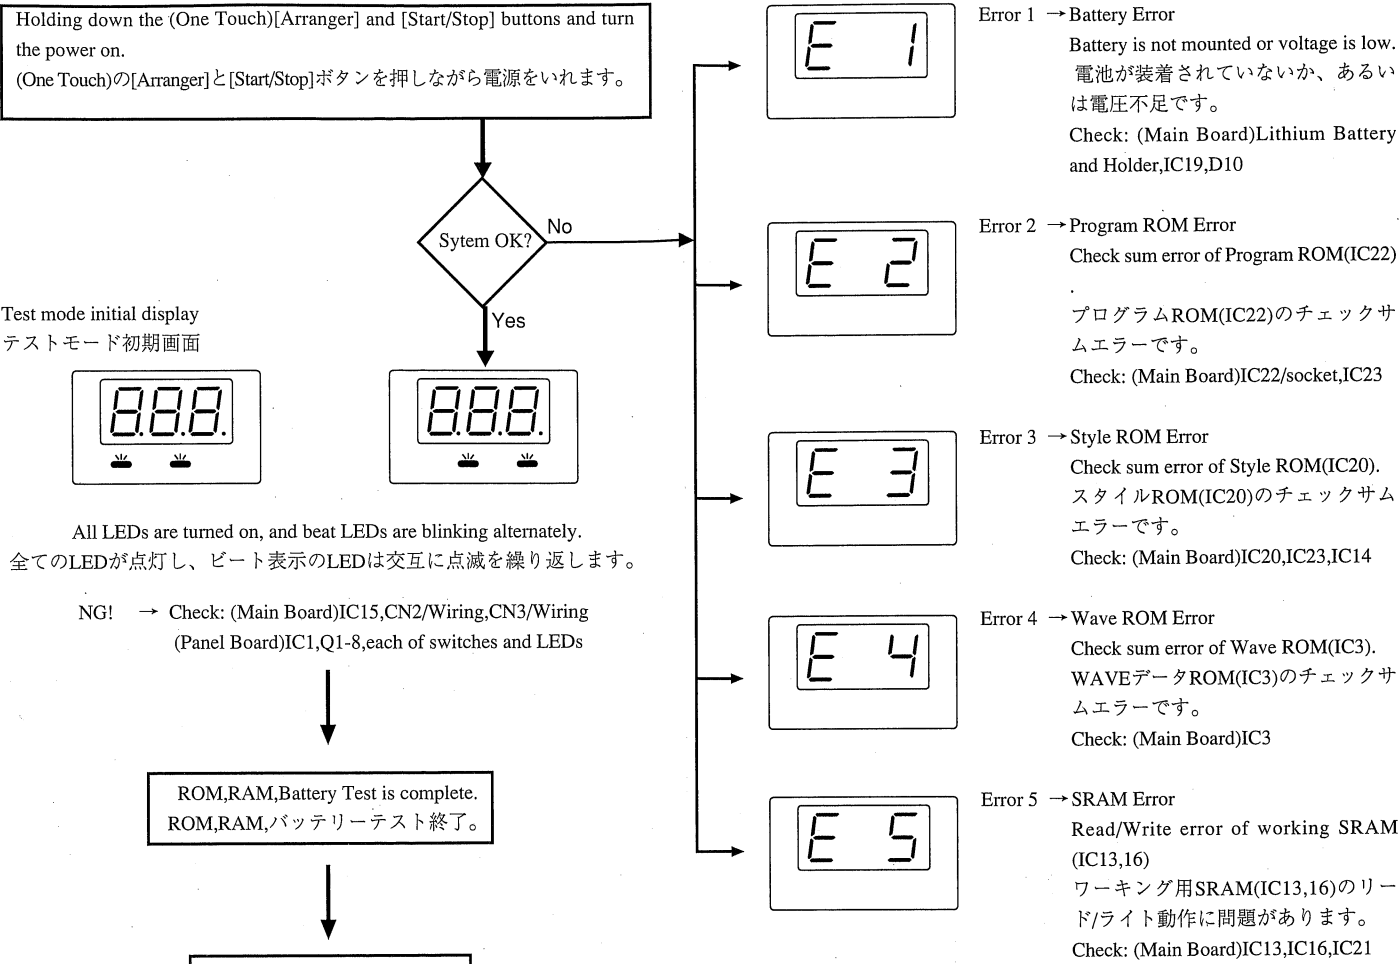 Holding down the (One Touch)[Arranger] and [Start/Stop] buttons and turn
the power on.
(One Touch)の[Arranger]と[Start/Stop]ボタンを押しながら電源をいれます。
Sytem OK?
No
Yes
Test mode initial display
テストモード初期画面
8.8.8.
8.8.8.
All LEDs are turned on, and beat LEDs are blinking alternately.
全てのLEDが点灯し、ビート表示のLEDは交互に点滅を繰り返します。
NG! → Check: (Main Board)IC15,CN2/Wiring,CN3/Wiring
(Panel Board)IC1,Q1-8,each of switches and LEDs
ROM,RAM,Battery Test is complete.
ROM,RAM,バッテリーテスト終了。
E 1
Error 1 →Battery Error
Battery is not mounted or voltage is low.
電池が装着されていないか、あるい
は電圧不足です。
Check: (Main Board)Lithium Battery
and Holder,IC19,D10
E 2
Error 2 →Program ROM Error
Check sum error of Program ROM(IC22)
.
プログラムROM(IC22)のチェックサ
ムエラーです。
Check: (Main Board)IC22/socket,IC23
E 3
Error 3 →Style ROM Error
Check sum error of Style ROM(IC20).
スタイルROM(IC20)のチェックサム
エラーです。
Check: (Main Board)IC20,IC23,IC14
E 4
Error 4 →Wave ROM Error
Check sum error of Wave ROM(IC3).
WAVEデータROM(IC3)のチェックサ
ムエラーです。
Check: (Main Board)IC3
E 5
Error 5 →SRAM Error
Read/Write error of working SRAM
(IC13,16)
ワーキング用SRAM(IC13,16)のリー
ド/ライト動作に問題があります。
Check: (Main Board)IC13,IC16,IC21